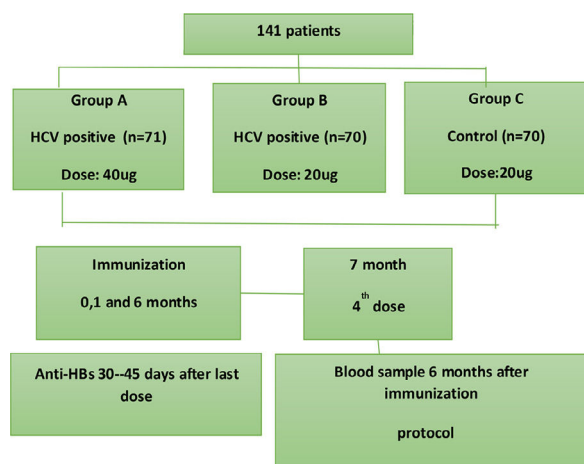 141 patients
Group A
HCV positive (n=71)
Dose: 40ug
Group B
HCV positive (n=70)
Dose: 20ug
Group C
Control (n=70)
Dose:20ug
Immunization
0,1 and 6 months
7 month
4th dose
Anti-HBs 30--45 days after last
dose
Blood sample 6 months after
immunization
protocol